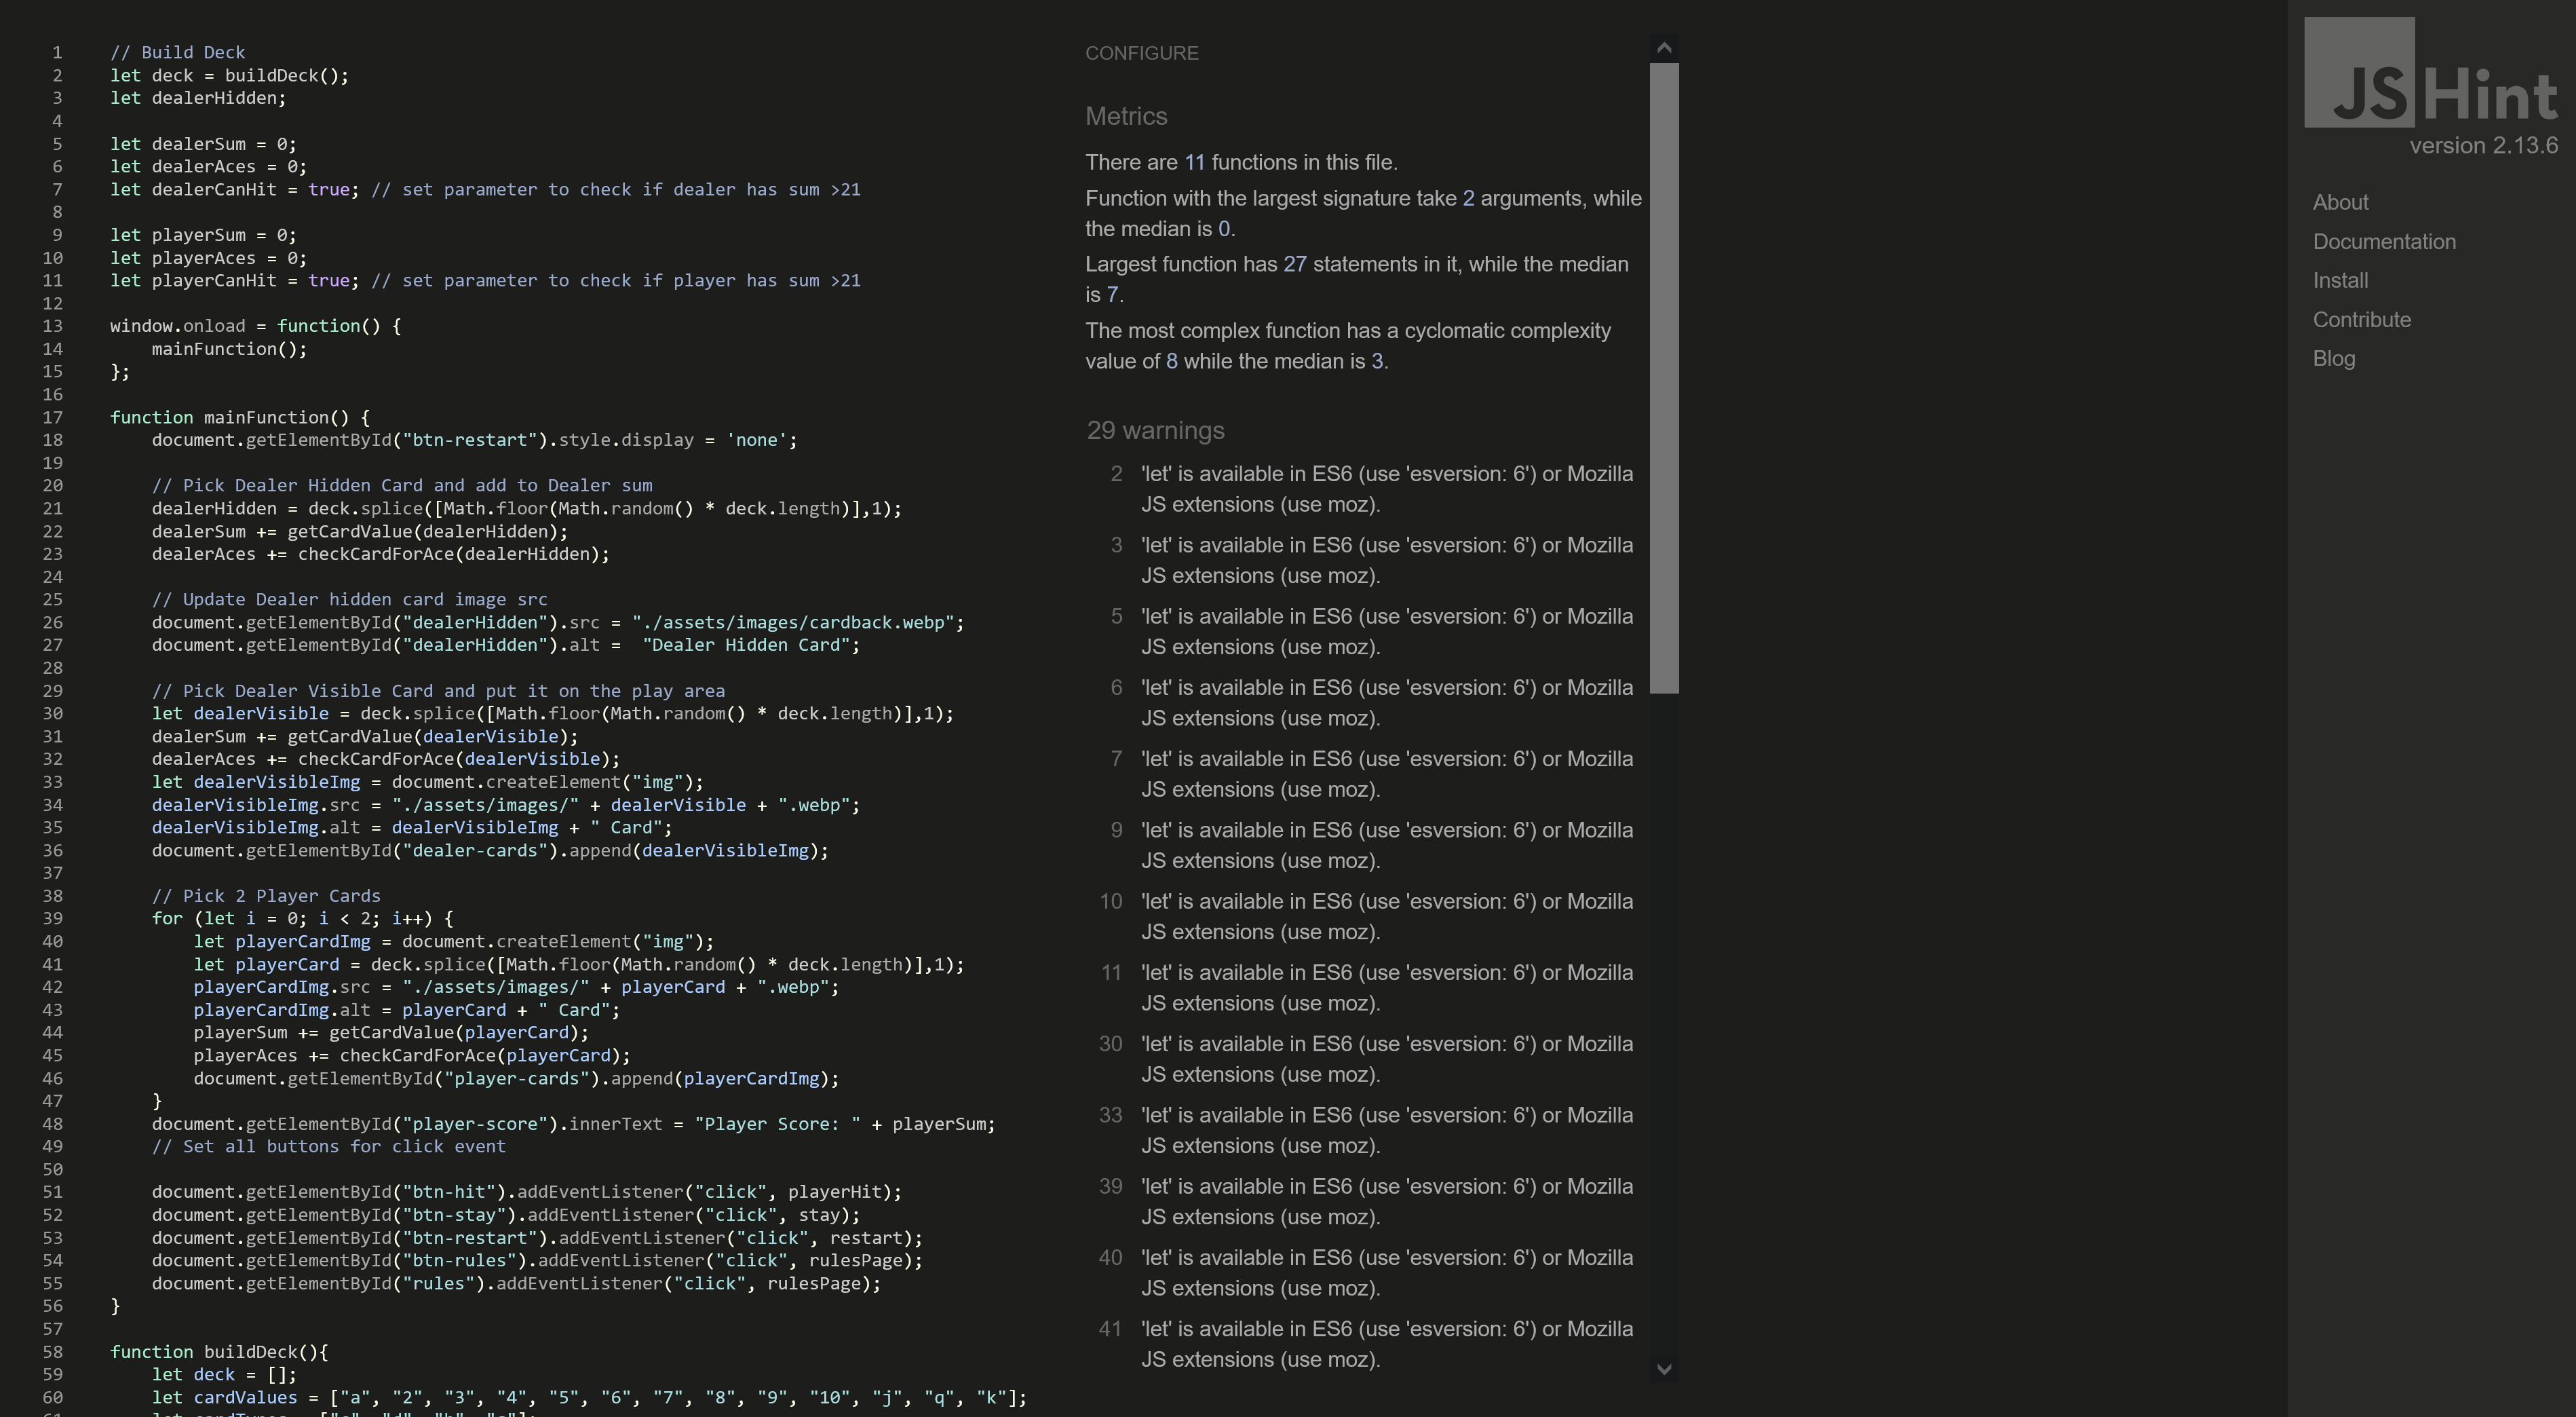 1 // Build Deck
2 let deck = buildDeck();
3 let dealerHidden;
4
5 let dealerSum = 0;
6 let dealerAces = 0;
7 let dealerCanHit = true; // set parameter to check if dealer has sum >21
8
9 let playerSum = 0;
10 let playerAces = 0;
11 let playerCanHit = true; // set parameter to check if player has sum >21
12
13 window.onload = function() {
14     mainFunction();
15 };
16
17 function mainFunction() {
18     document.getElementById("btn-restart").style.display = 'none';
19
20     // Pick Dealer Hidden Card and add to Dealer sum
21     dealerHidden = deck.splice([Math.floor(Math.random() * deck.length)],1);
22     dealerSum += getCardValue(dealerHidden);
23     dealerAces += checkCardForAce(dealerHidden);
24
25     // Update Dealer hidden card image src
26     document.getElementById("dealerHidden").src = "./assets/images/cardback.webp";
27     document.getElementById("dealerHidden").alt =  "Dealer Hidden Card";
28
29     // Pick Dealer Visible Card and put it on the play area
30     let dealerVisible = deck.splice([Math.floor(Math.random() * deck.length)],1);
31     dealerSum += getCardValue(dealerVisible);
32     dealerAces += checkCardForAce(dealerVisible);
33     let dealerVisibleImg = document.createElement("img");
34     dealerVisibleImg.src = "./assets/images/" + dealerVisible + ".webp";
35     dealerVisibleImg.alt = dealerVisibleImg + " Card";
36     document.getElementById("dealer-cards").append(dealerVisibleImg);
37
38     // Pick 2 Player Cards
39     for (let i = 0; i < 2; i++) {
40         let playerCardImg = document.createElement("img");
41         let playerCard = deck.splice([Math.floor(Math.random() * deck.length)],1);
42         playerCardImg.src = "./assets/images/" + playerCard + ".webp";
43         playerCardImg.alt = playerCard + " Card";
44         playerSum += getCardValue(playerCard);
45         playerAces += checkCardForAce(playerCard);
46         document.getElementById("player-cards").append(playerCardImg);
47     }
48     document.getElementById("player-score").innerText = "Player Score: " + playerSum;
49     // Set all buttons for click event
50
51     document.getElementById("btn-hit").addEventListener("click", playerHit);
52     document.getElementById("btn-stay").addEventListener("click", stay);
53     document.getElementById("btn-restart").addEventListener("click", restart);
54     document.getElementById("btn-rules").addEventListener("click", rulesPage);
55     document.getElementById("rules").addEventListener("click", rulesPage);
56 }
57
58 function buildDeck(){
59     let deck = [];
60     let cardValues = ["a", "2", "3", "4", "5", "6", "7", "8", "9", "10", "j", "q", "k"];
CONFIGURE
Metrics
There are 11 functions in this file.
Function with the largest signature take 2 arguments, while
the median is 0.
Largest function has 27 statements in it, while the median
is 7.
The most complex function has a cyclomatic complexity
value of 8 while the median is 3.
29 warnings
2 'let' is available in ES6 (use 'esversion: 6') or Mozilla
JS extensions (use moz).
3 'let' is available in ES6 (use 'esversion: 6') or Mozilla
JS extensions (use moz).
5 'let' is available in ES6 (use 'esversion: 6') or Mozilla
JS extensions (use moz).
6 'let' is available in ES6 (use 'esversion: 6') or Mozilla
JS extensions (use moz).
7 'let' is available in ES6 (use 'esversion: 6') or Mozilla
JS extensions (use moz).
9 'let' is available in ES6 (use 'esversion: 6') or Mozilla
JS extensions (use moz).
10 'let' is available in ES6 (use 'esversion: 6') or Mozilla
JS extensions (use moz).
11 'let' is available in ES6 (use 'esversion: 6') or Mozilla
JS extensions (use moz).
30 'let' is available in ES6 (use 'esversion: 6') or Mozilla
JS extensions (use moz).
33 'let' is available in ES6 (use 'esversion: 6') or Mozilla
JS extensions (use moz).
39 'let' is available in ES6 (use 'esversion: 6') or Mozilla
JS extensions (use moz).
40 'let' is available in ES6 (use 'esversion: 6') or Mozilla
JS extensions (use moz).
41 'let' is available in ES6 (use 'esversion: 6') or Mozilla
JS extensions (use moz).
JSHint
version 2.13.6
About
Documentation
Install
Contribute
Blog